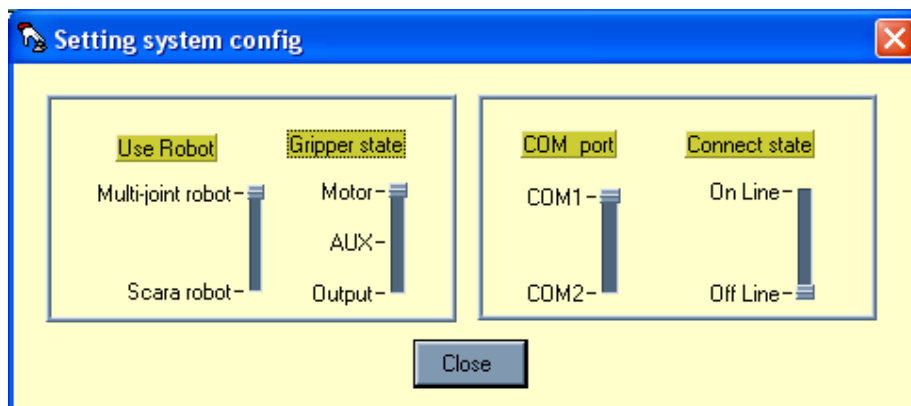 Setting system config
Use Robot
Multi-joint robot
Scara robot
Gripper state
Motor
AUX
Output
COM port
COM1
COM2
Connect state
On Line
Off Line
Close